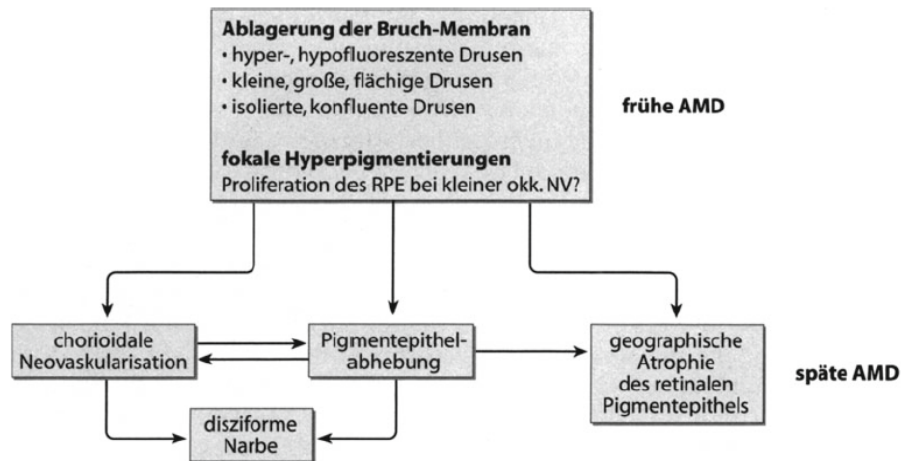 Ablagerung der Bruch-Membran
• hyper-, hypofluoreszente Drusen
• kleine, große, flächige Drusen
• isolierte, konfluente Drusen
frühe AMD
fokale Hyperpigmentierungen
Proliferation des RPE bei kleiner okk. NV?
chorioidale
Neovaskularisation
Pigmentepithel-
abhebung
geographische
Atrophie
des retinalen
Pigmentepithels
späte AMD
disziforme
Narbe